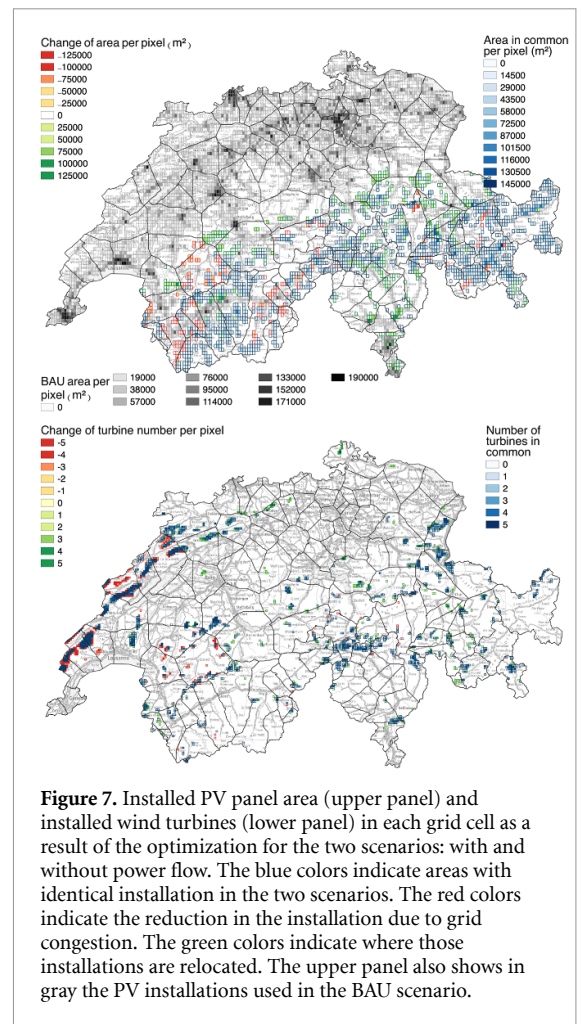 Change of area per pixel (m²)
-125000
-100000
-75000
-50000
-25000
0
25000
50000
75000
100000
125000
Area in common
per pixel (m²)
0
14500
29000
43500
58000
72500
87000
101500
116000
130500
145000
BAU area per
pixel (m²)
0
19000
38000
57000
76000
95000
114000
133000
152000
171000
190000
Change of turbine number per pixel
-5
-4
-3
-2
-1
0
1
2
3
4
5
Number of
turbines in
common
0
1
2
3
4
5
Figure 7. Installed PV panel area (upper panel) and
installed wind turbines (lower panel) in each grid cell as a
result of the optimization for the two scenarios: with and
without power flow. The blue colors indicate areas with
identical installation in the two scenarios. The red colors
indicate the reduction in the installation due to grid
congestion. The green colors indicate where those
installations are relocated. The upper panel also shows in
gray the PV installations used in the BAU scenario.